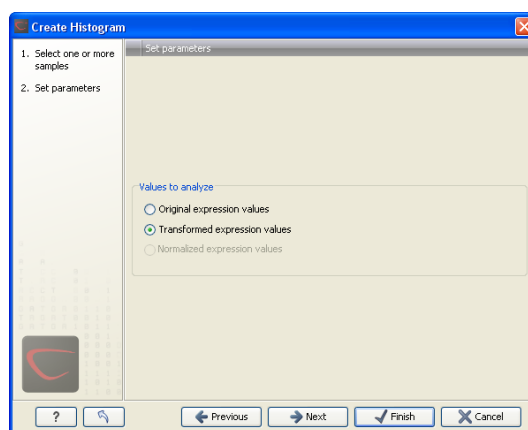 Create Histogram
1. Select one or more
samples
2. Set parameters
Set parameters
Values to analyze
Original expression values
Transformed expression values
Normalized expression values
?
Previous
Next
Finish
Cancel